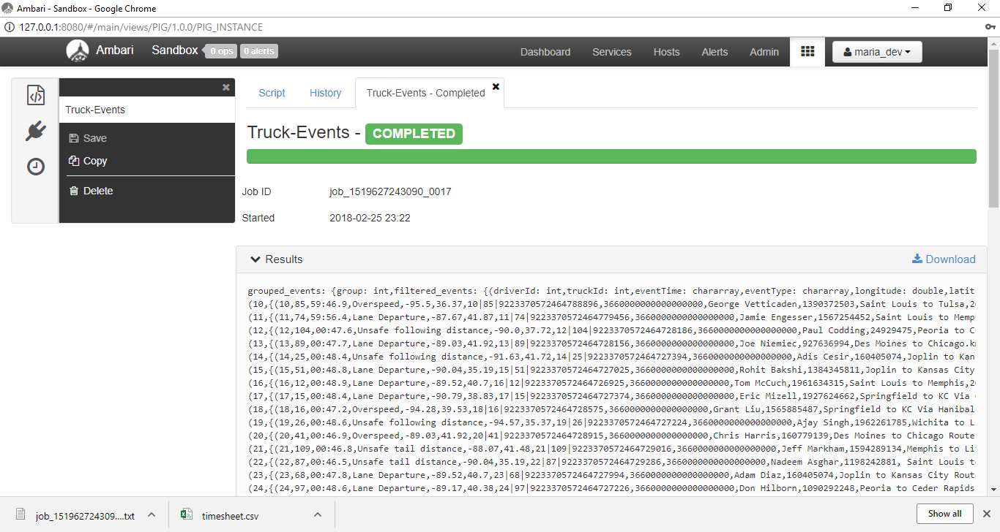 Ambari - Sandbox - Google Chrome
127.0.0.1:8080/#/main/views/PIG/1.0.0/PIG_INSTANCE
Ambari Sandbox 0 ops 0 alerts Dashboard Services Hosts Alerts Admin maria_dev
Truck-Events
Save
Copy
Delete
Script History Truck-Events - Completed
Truck-Events - COMPLETED
Job ID job_1519627243090_0017
Started 2018-02-25 23:22
Results Download
grouped_events: {group: int,filtered_events: {(driverId: int,truckId: int,eventTime: chararray,eventType: chararray,longitude: double,latit
(10,{(10,85,59:46.9,Overspeed,-95.5,36.37,10|85|9223370572464788896,3660000000000000000,George Vetticaden,1390372503,Saint Louis to Tulsa,20
(11,{(11,74,59:56.4,Lane Departure,-87.67,41.87,11|74|9223370572464779456,3660000000000000000,Jamie Engesser,1567254452,Saint Louis to Memp
(12,{(12,104,00:47.6,Unsafe following distance,-90.0,37.72,12|104|9223370572464728186,3660000000000000000,Paul Codding,24929475,Peoria to C
(13,{(13,89,00:47.7,Lane Departure,-89.03,41.92,13|89|9223370572464728156,3660000000000000000,Joe Niemiec,927636994,Des Moines to Chicago.k
(14,{(14,25,00:48.4,Unsafe following distance,-91.63,41.72,14|25|9223370572464727394,3660000000000000000,Adis Cesir,160405074,Joplin to Kan
(15,{(15,51,00:48.8,Lane Departure,-90.04,35.19,15|51|9223370572464727025,3660000000000000000,Rohit Bakshi,1384345811,Joplin to Kansas City
(16,{(16,12,00:48.9,Lane Departure,-89.52,40.7,16|12|9223370572464726925,3660000000000000000,Tom McCuch,1961634315,Saint Louis to Memphis,2
(17,{(17,15,00:48.4,Lane Departure,-90.79,38.83,17|15|9223370572464727374,3660000000000000000,Eric Mizell,1927624662,Springfield to KC Via
(18,{(18,16,00:47.2,Overspeed,-94.28,39.53,18|16|9223370572464728575,3660000000000000000,Grant Liu,1565885487,Springfield to KC Via Hanibal
(19,{(19,26,00:48.6,Unsafe following distance,-94.57,35.37,19|26|9223370572464727224,3660000000000000000,Ajay Singh,1962261785,Wichita to L
(20,{(20,41,00:46.9,Overspeed,-89.03,41.92,20|41|9223370572464728915,3660000000000000000,Chris Harris,160779139,Des Moines to Chicago Route
(21,{(21,109,00:46.8,Unsafe tail distance,-88.07,41.48,21|109|9223370572464729016,3660000000000000000,Jeff Markham,1594289134,Memphis to Li
(22,{(22,87,00:46.5,Unsafe tail distance,-90.04,35.19,22|87|9223370572464729286,3660000000000000000,Nadeem Asghar,1198242881, Saint Louis t
(23,{(23,68,00:47.8,Lane Departure,-89.52,40.7,23|68|9223370572464727994,3660000000000000000,Adam Diaz,160405074,Joplin to Kansas City Rout
(24,{(24,97,00:48.6,Lane Departure,-89.17,40.38,24|97|9223370572464727226,3660000000000000000,Don Hilborn,1090292248,Peoria to Ceder Rapids
job_151962724309....txt timesheet.csv Show all